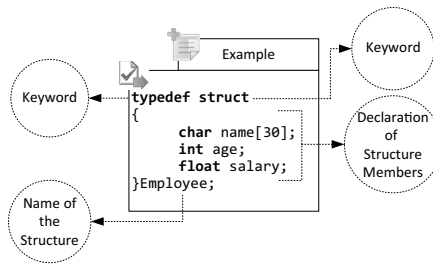 Example
Keyword
Keyword
typedef struct
{
char name[30];
int age;
float salary;
}Employee;
Declaration
of
Structure
Members
Name of
the
Structure